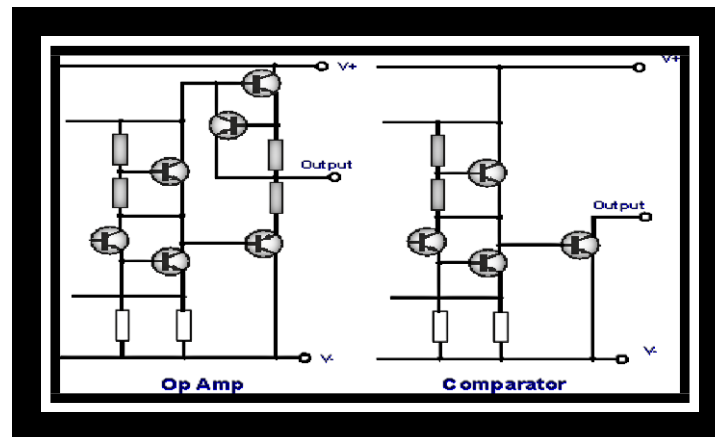 V+
Output
V-
Op Amp
V+
Output
V-
Comparator